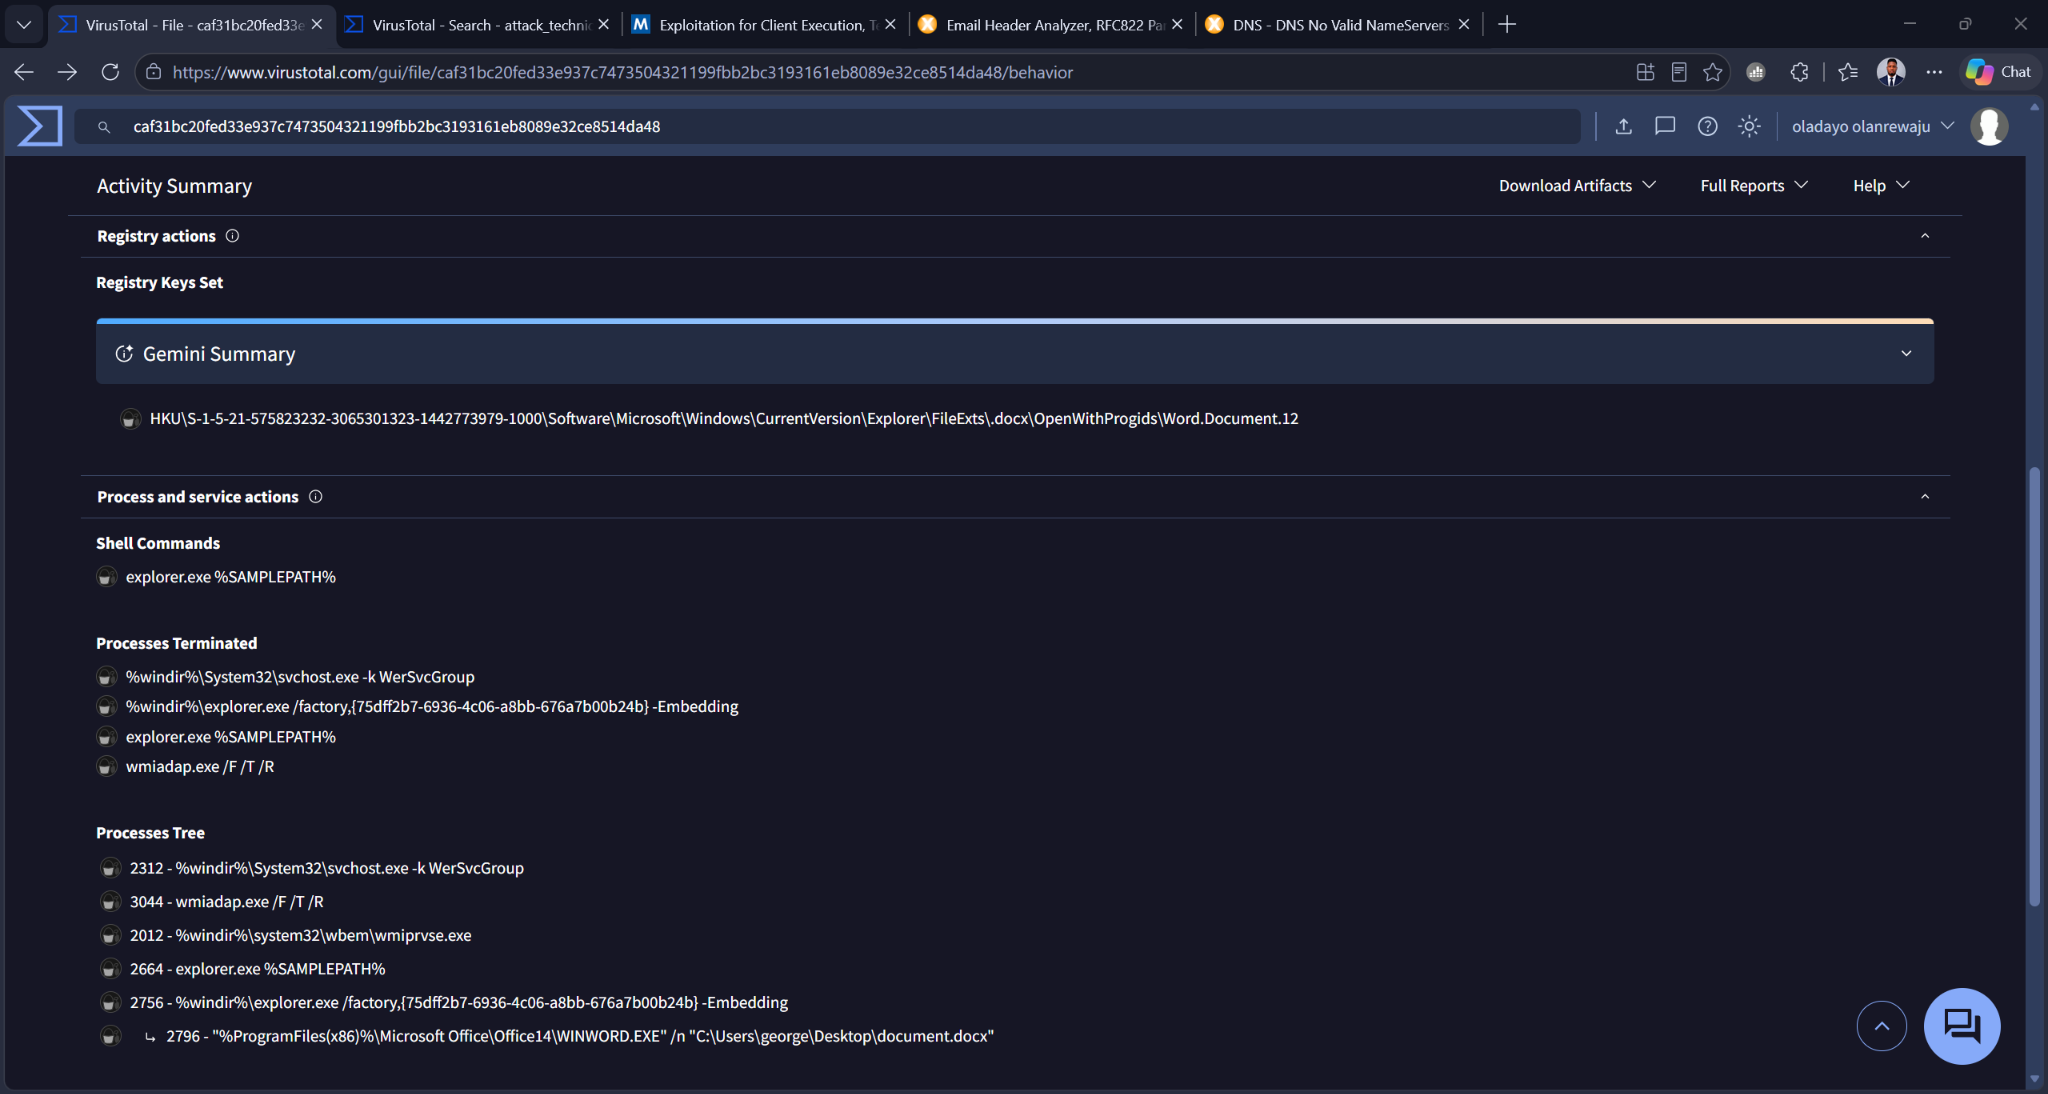 VirusTotal - File - caf31bc20fed33e
VirusTotal - Search - attack_techni
M Exploitation for Client Execution, Te
Email Header Analyzer, RFC822 Pa
DNS - DNS No Valid NameServers
https://www.virustotal.com/gui/file/caf31bc20fed33e937c7473504321199fbb2bc3193161eb8089e32ce8514da48/behavior
Chat
caf31bc20fed33e937c7473504321199fbb2bc3193161eb8089e32ce8514da48
oladayo olanrewaju
Activity Summary
Download Artifacts
Full Reports
Help
Registry actions
Registry Keys Set
Gemini Summary
HKU\S-1-5-21-575823232-3065301323-1442773979-1000\Software\Microsoft\Windows\CurrentVersion\Explorer\FileExts\.docx\OpenWithProgids\Word.Document.12
Process and service actions
Shell Commands
explorer.exe %SAMPLEPATH%
Processes Terminated
%windir%\System32\svchost.exe -k WerSvcGroup
%windir%\explorer.exe /factory,{75dff2b7-6936-4c06-a8bb-676a7b00b24b} -Embedding
explorer.exe %SAMPLEPATH%
wmiadap.exe /F /T /R
Processes Tree
2312 - %windir%\System32\svchost.exe -k WerSvcGroup
3044 - wmiadap.exe /F /T /R
2012 - %windir%\system32\wbem\wmiprvse.exe
2664 - explorer.exe %SAMPLEPATH%
2756 - %windir%\explorer.exe /factory,{75dff2b7-6936-4c06-a8bb-676a7b00b24b} -Embedding
2796 - "%ProgramFiles(x86)%\Microsoft Office\Office14\WINWORD.EXE" /n "C:\Users\george\Desktop\document.docx"